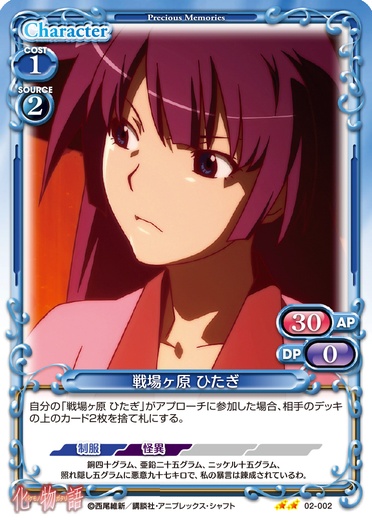 Precious Memories
Character
COST
1
SOURCE
2
30 AP
DP 0
戦場ヶ原 ひたぎ
自分の「戦場ヶ原 ひたぎ」がアプローチに参加した場合、相手のデッキ
の上のカード2枚を捨て札にする。
制服 怪異
銅四十グラム、亜鉛二十五グラム、ニッケル十五グラム、
照れ隠し五グラムに悪意九十七キロで、私の暴言は錬成されているわ。
化物語
©西尾維新/講談社・アニプレックス・シャフト
02-002